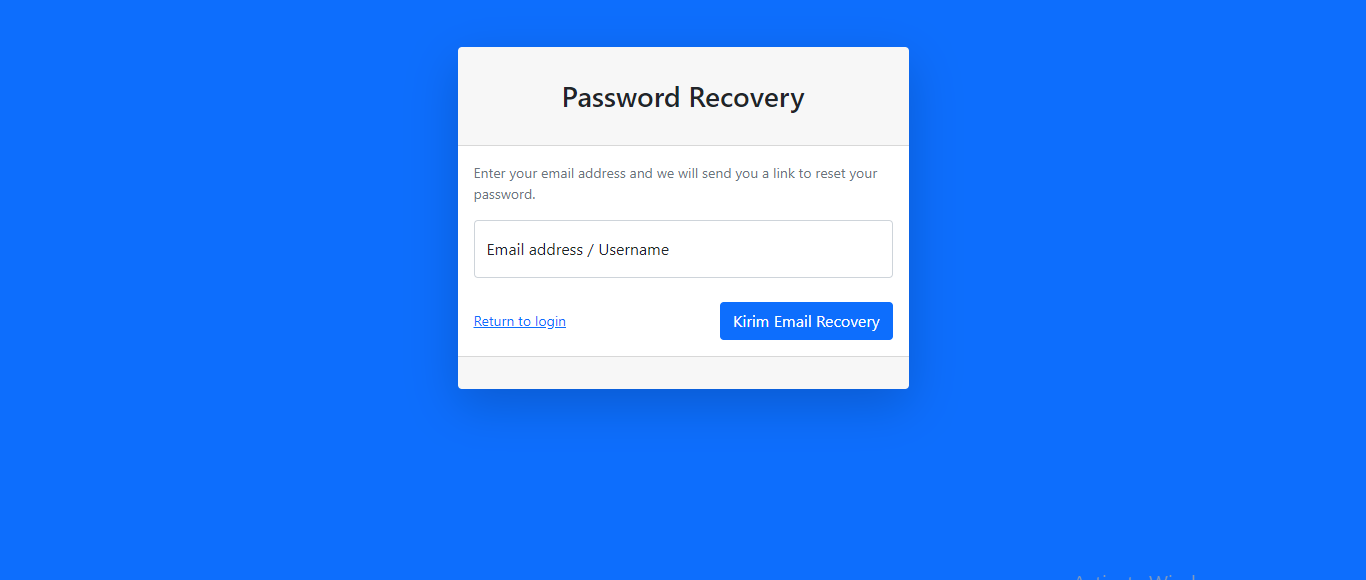 Password Recovery
Enter your email address and we will send you a link to reset your
password.
Email address / Username
Return to login
Kirim Email Recovery